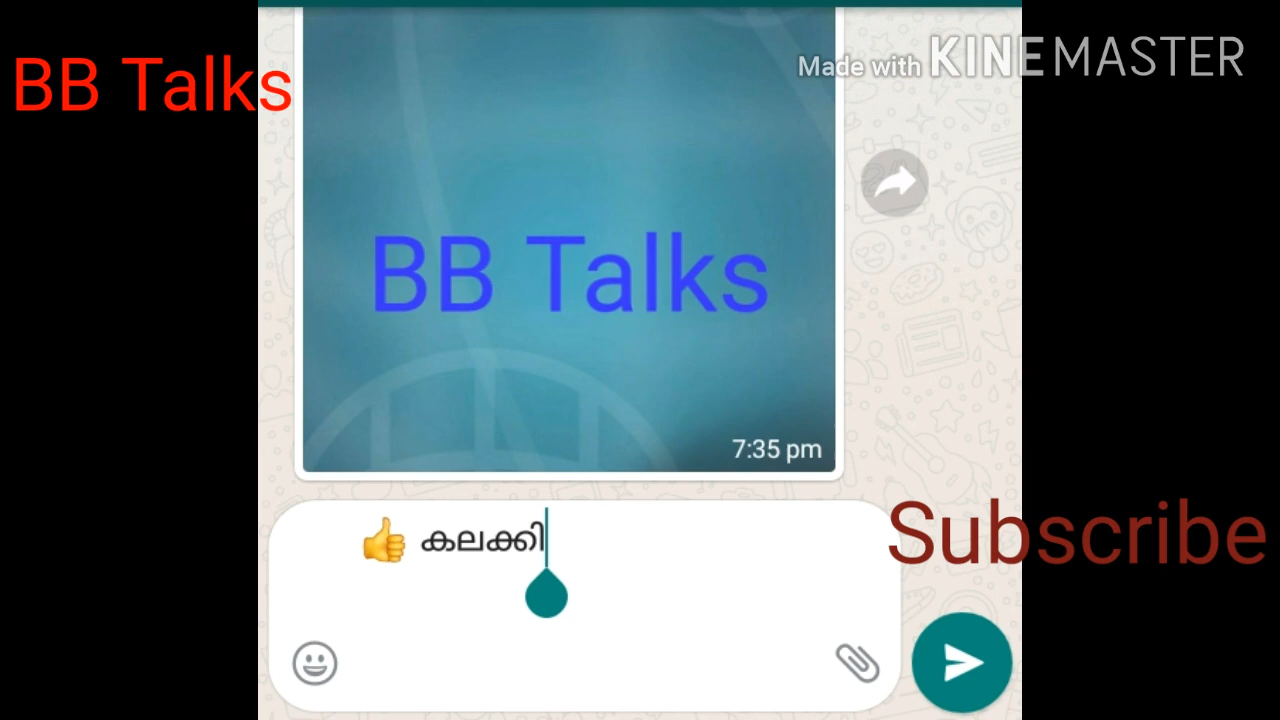 Made with KINEMASTER
BB Talks
BB Talks
7:35 pm
👍 കലക്കി
Subscribe